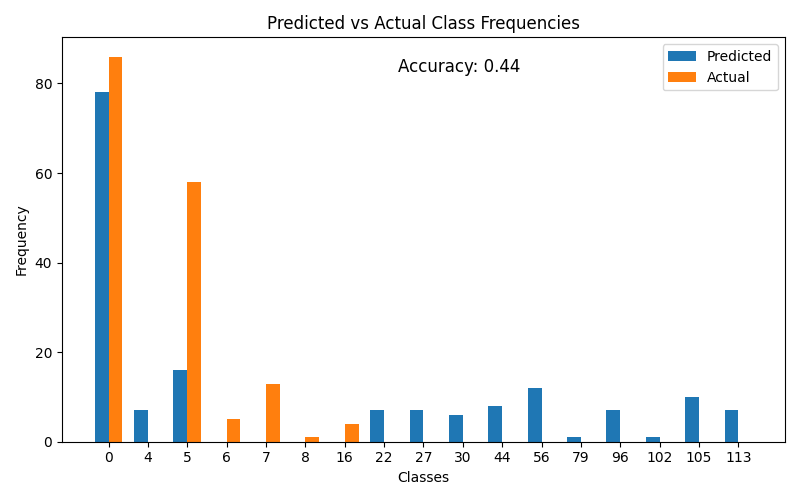 Predicted vs Actual Class Frequencies
Accuracy: 0.44
Predicted
Actual
Frequency
80
60
40
20
0
0 4 5 6 7 8 16 22 27 30 44 56 79 96 102 105 113
Classes